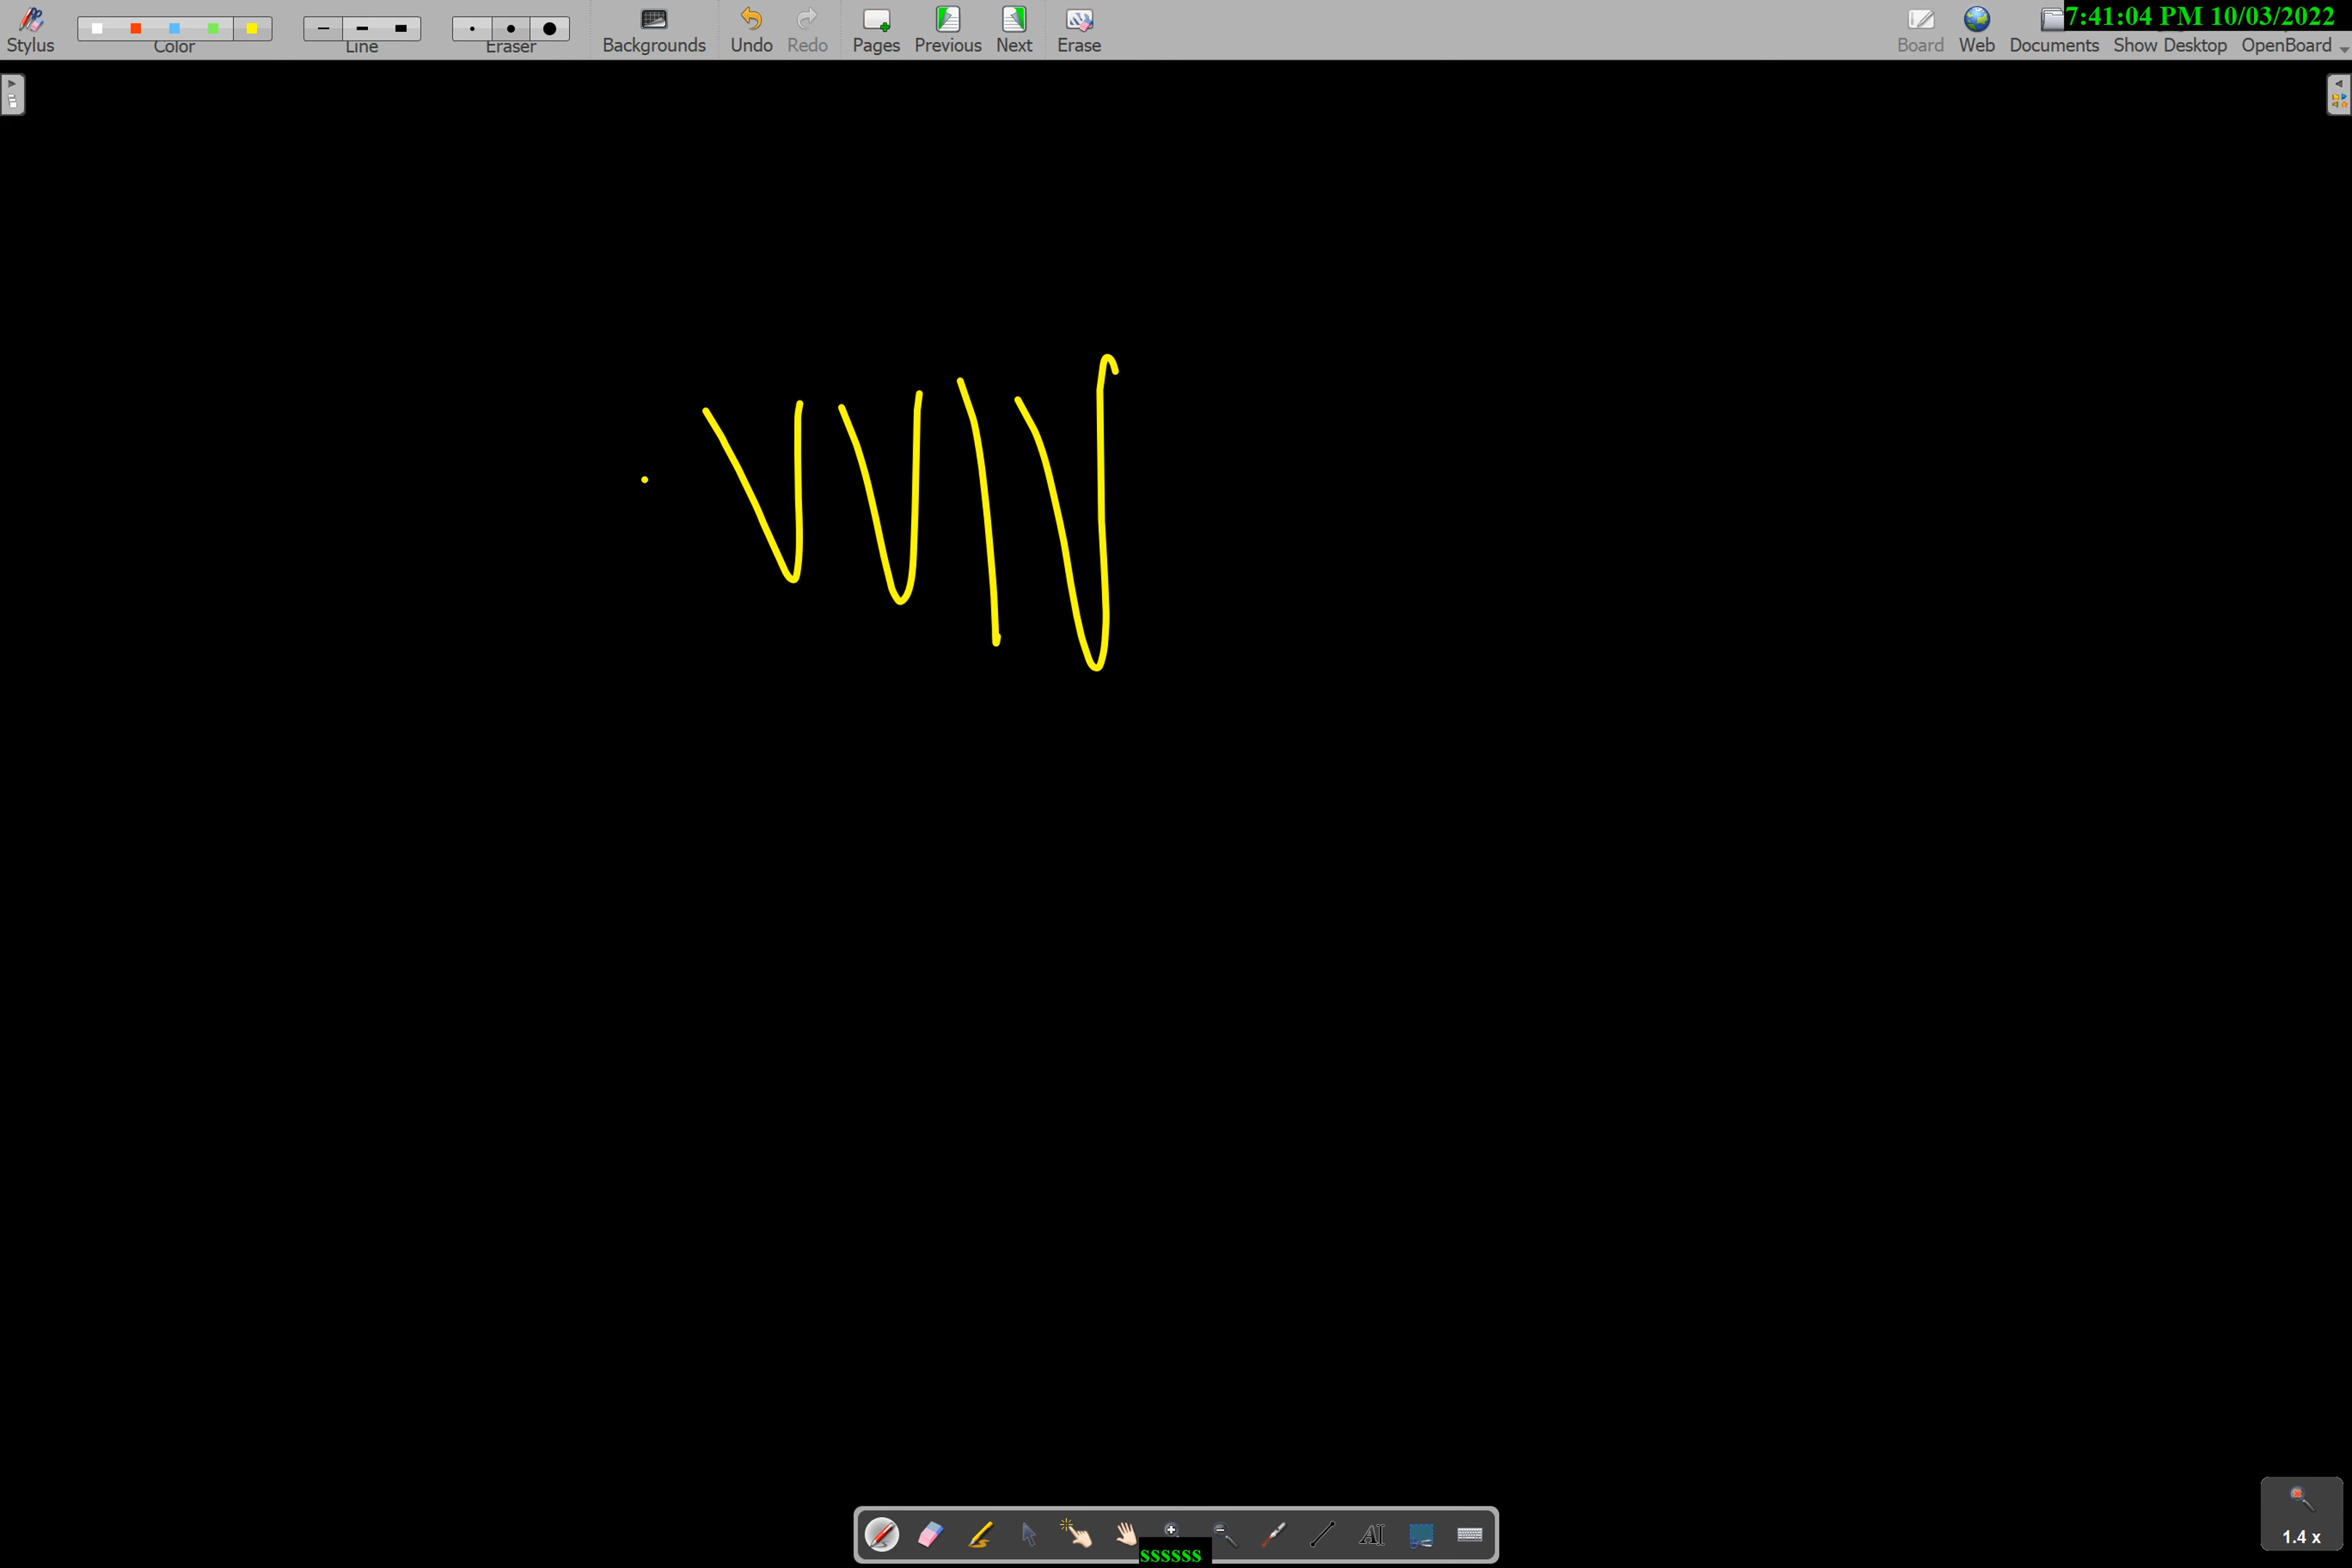 Stylus Color Line Eraser Backgrounds Undo Redo Pages Previous Next Erase Board Web Documents Show Desktop OpenBoard
7:41:04 PM 10/03/2022
ssssss
1.4 x